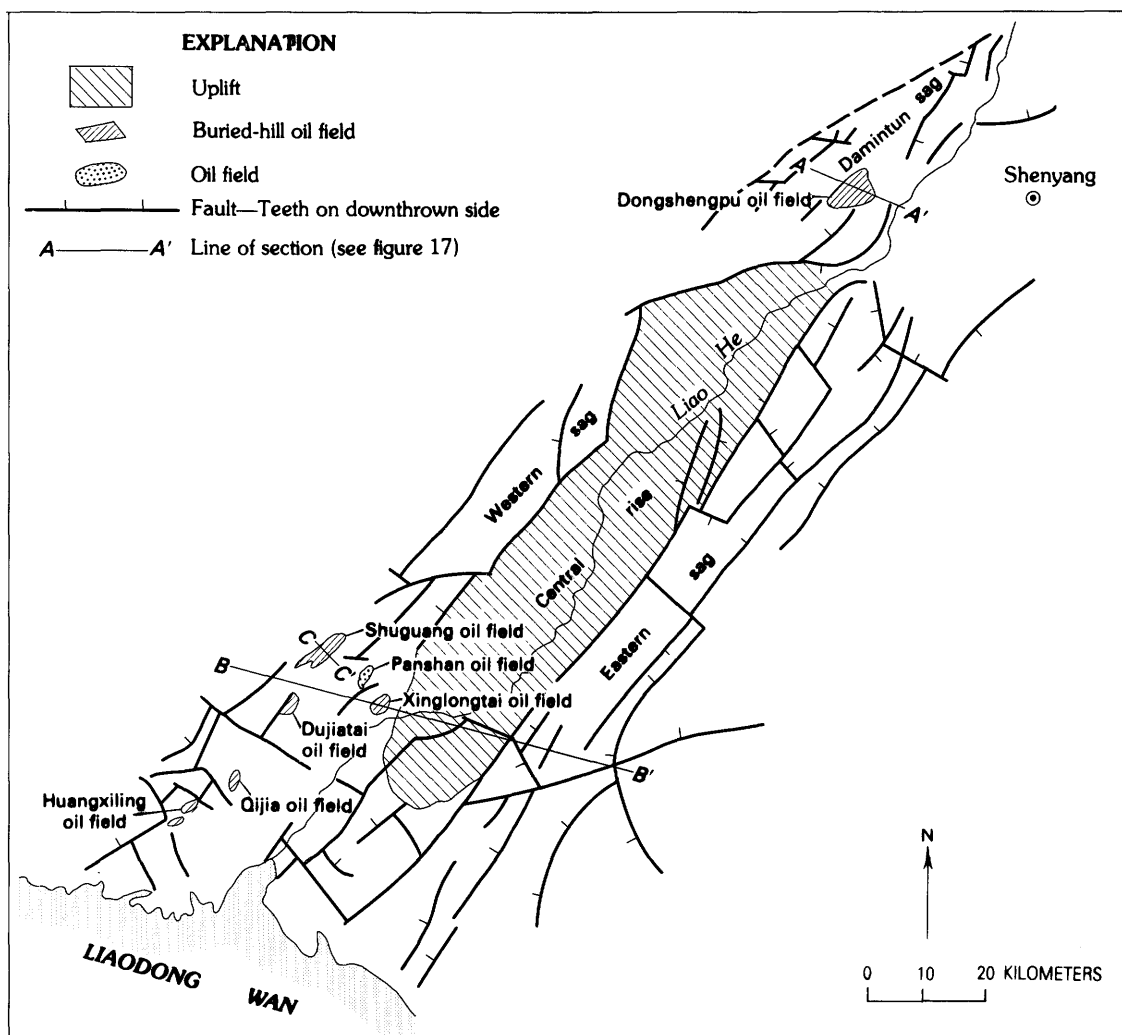 EXPLANATION
Uplift
Buried-hill oil field
Oil field
Fault—Teeth on downthrown side
A A' Line of section (see figure 17)
Damintun sag
A
Dongshengpu oil field
A'
Shenyang
Liao He
Western sag
Central rise
Eastern sag
C
Shuguang oil field
B
C'
Panshan oil field
Xinglongtai oil field
Dujiatai
oil field
B'
Huangxiling
oil field
Qijia oil field
LIAODONG WAN
N
0 10 20 KILOMETERS